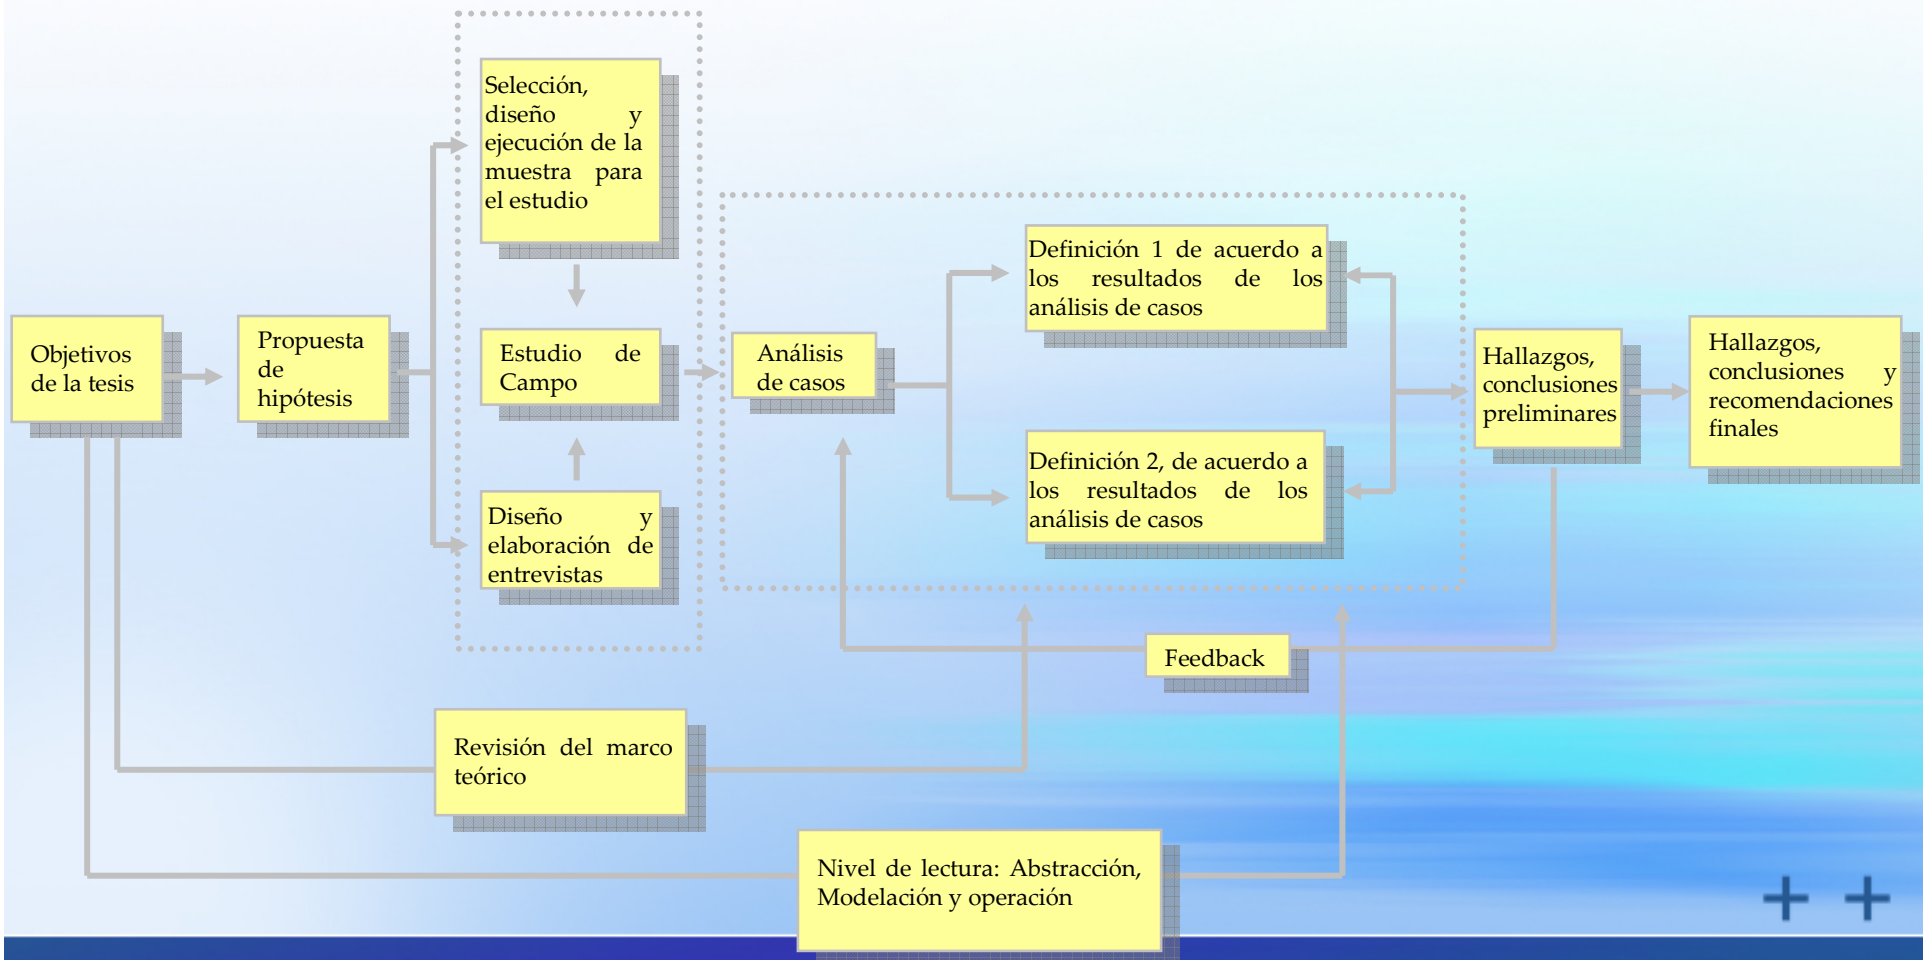 Selección,
diseño y
ejecución de la
muestra para
el estudio
Objetivos
de la tesis
Propuesta
de
hipótesis
Estudio de
Campo
Diseño y
elaboración de
entrevistas
Análisis
de casos
Definición 1 de acuerdo a
los resultados de los
análisis de casos
Definición 2, de acuerdo a
los resultados de los
análisis de casos
Hallazgos,
conclusiones
preliminares
Hallazgos,
conclusiones y
recomendaciones
finales
Feedback
Revisión del marco
teórico
Nivel de lectura: Abstracción,
Modelación y operación